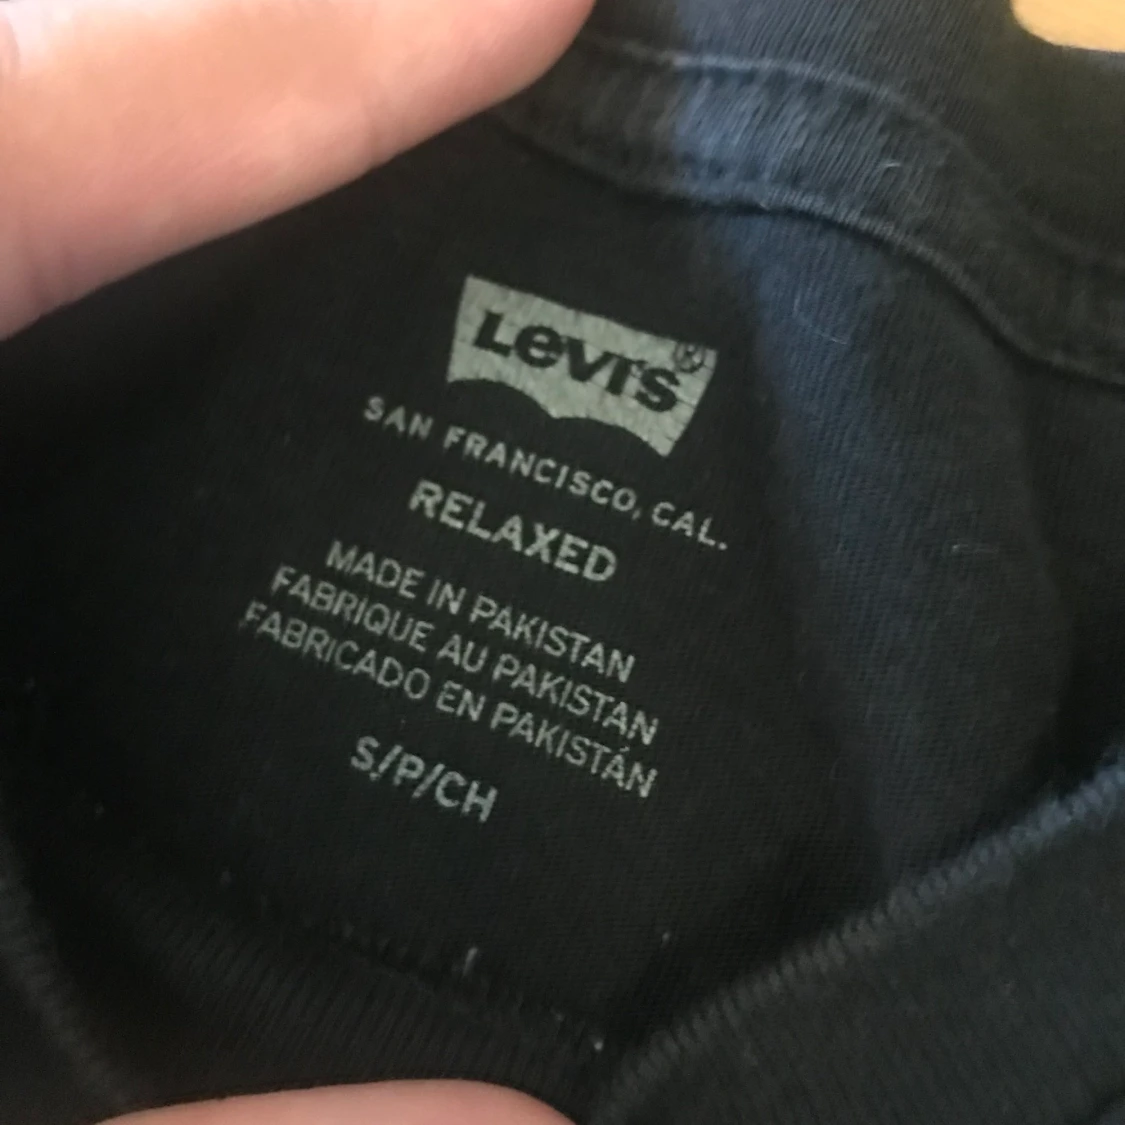 Levi's®
SAN FRANCISCO, CAL.
RELAXED
MADE IN PAKISTAN
FABRIQUE AU PAKISTAN
FABRICADO EN PAKISTÁN
S/P/CH